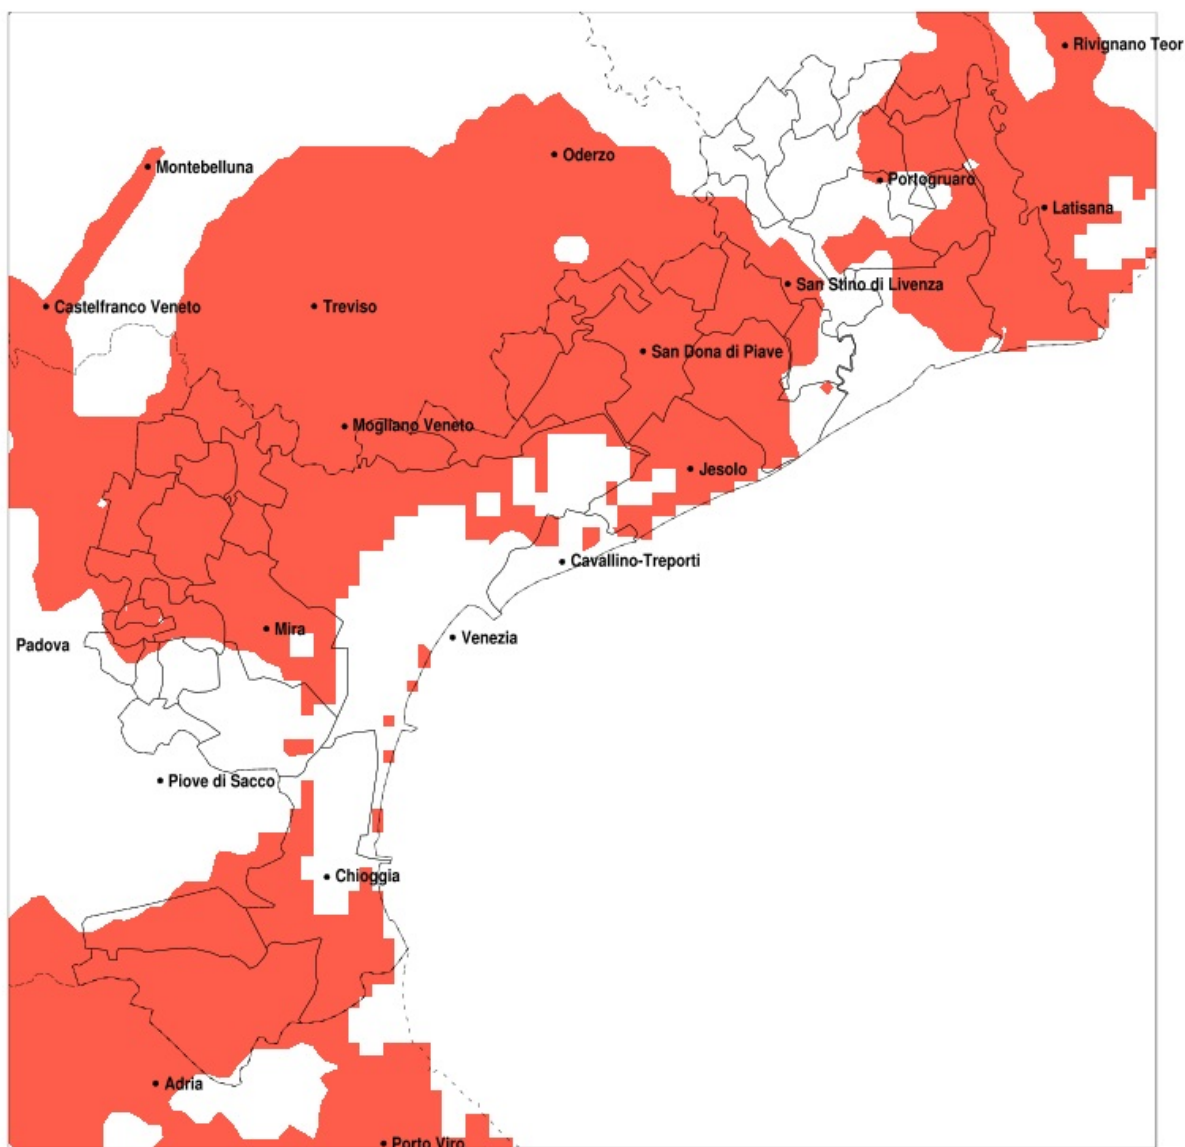 Rivignano Teor
Oderzo
Montebelluna
Portogruaro
Latisana
San Stino di Livenza
Castelfranco Veneto
Treviso
San Dona di Piave
Mogliano Veneto
Jesolo
Cavallino-Treporti
Mira
Venezia
Padova
Piove di Sacco
Chioggia
Adria
Porto Viro